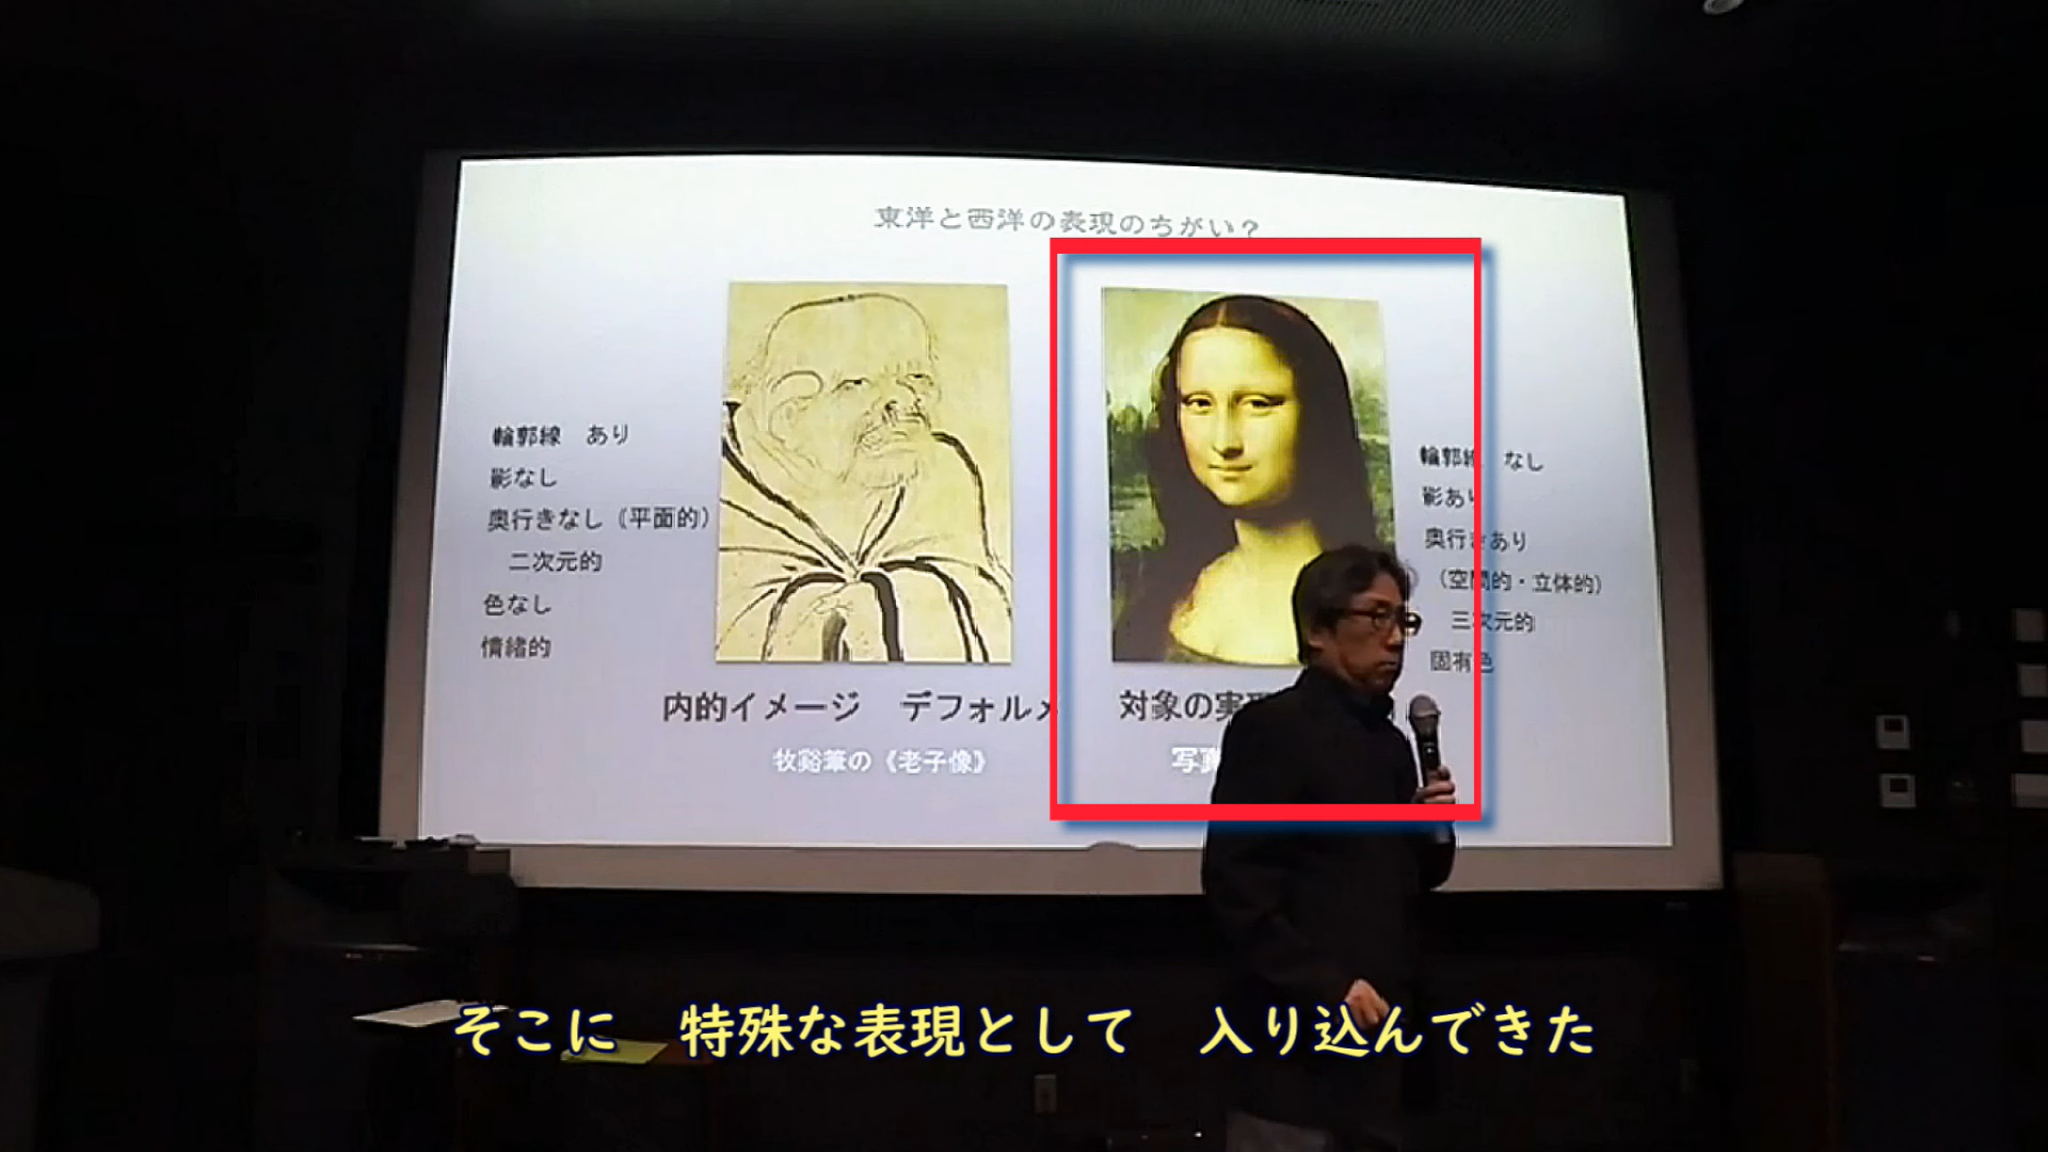 東洋と西洋の表現のちがい?
輪郭線 あり
影なし
奥行きなし(平面的)
二次元的
色なし
情緒的
内的イメージ デフォルメ
牧谿筆の《老子像》
輪郭線 なし
影あり
奥行きあり
(空間的・立体的)
三次元的
固有色
対象の実
写真
そこに 特殊な表現として 入り込んできた